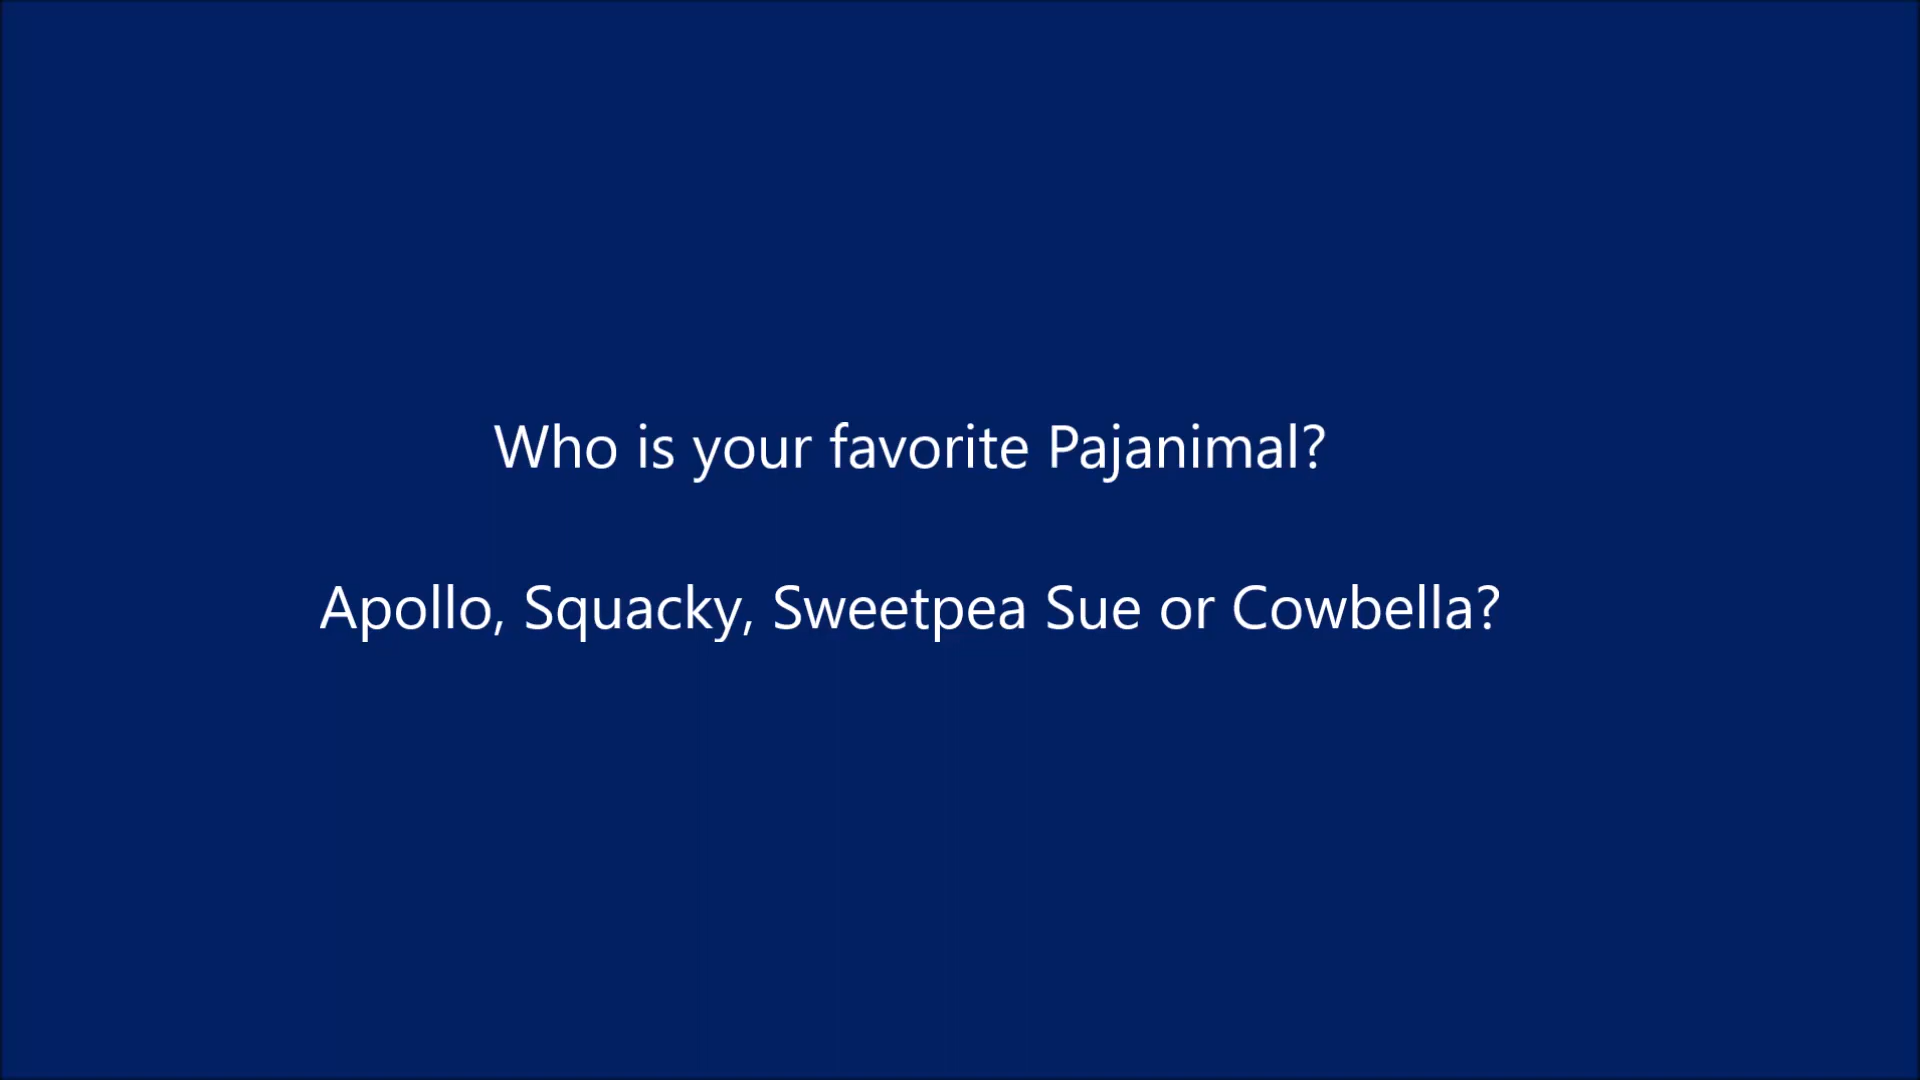 Who is your favorite Pajanimal?
Apollo, Squacky, Sweetpea Sue or Cowbella?